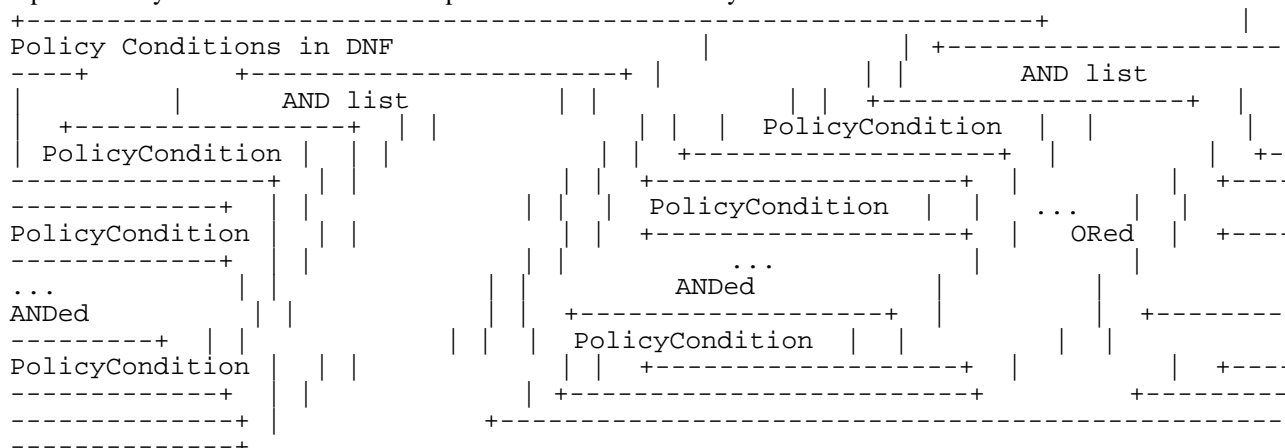 +---------------------------------------------------------------+ |
Policy Conditions in DNF | | +---------------------
----+ +-----------------------+ | | | AND list
| | AND list | | | | +-------------------+ |
| +-----------------+ | | | | | PolicyCondition | | |
| PolicyCondition | | | | | +-------------------+ | | +--
----------------+ | | | | +-------------------+ | | +----
-------------+ | | | | | PolicyCondition | | ... | |
PolicyCondition | | | | | +-------------------+ | ORed | +----
-------------+ | | | | ... | |
... | | | | ANDed | |
ANDed | | | | +-------------------+ | | +--------
---------+ | | | | | PolicyCondition | | | |
PolicyCondition | | | | | +-------------------+ | | +----
-------------+ | | | +-------------------------+ +---------
--------------+ | +--------------------------------------------------
--------------+